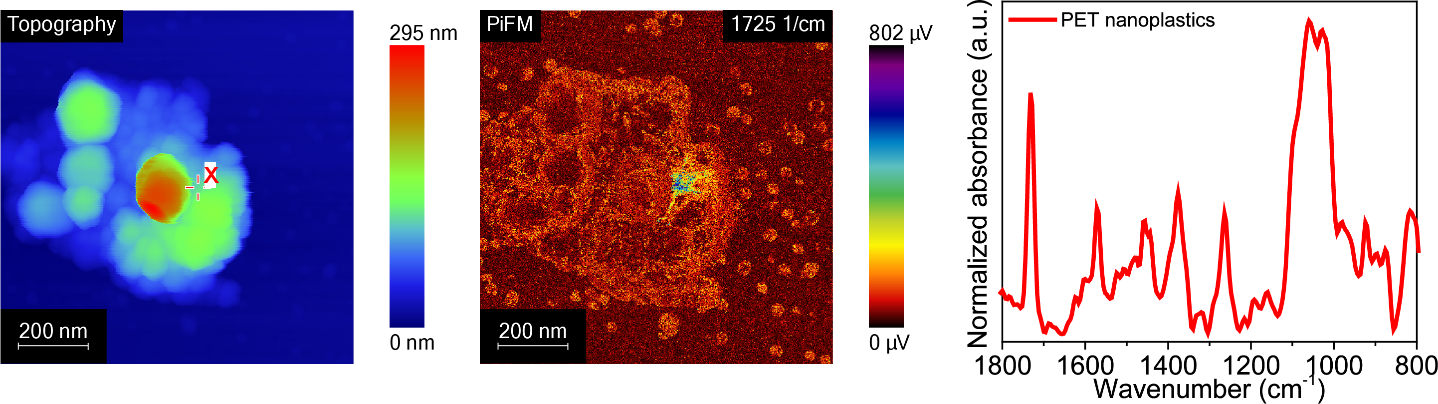 Topography
X
200 nm
295 nm
0 nm
PiFM
1725 1/cm
200 nm
802 µV
0 µV
PET nanoplastics
Normalized absorbance (a.u.)
1800 1600 1400 1200 1000 800
Wavenumber (cm⁻¹)